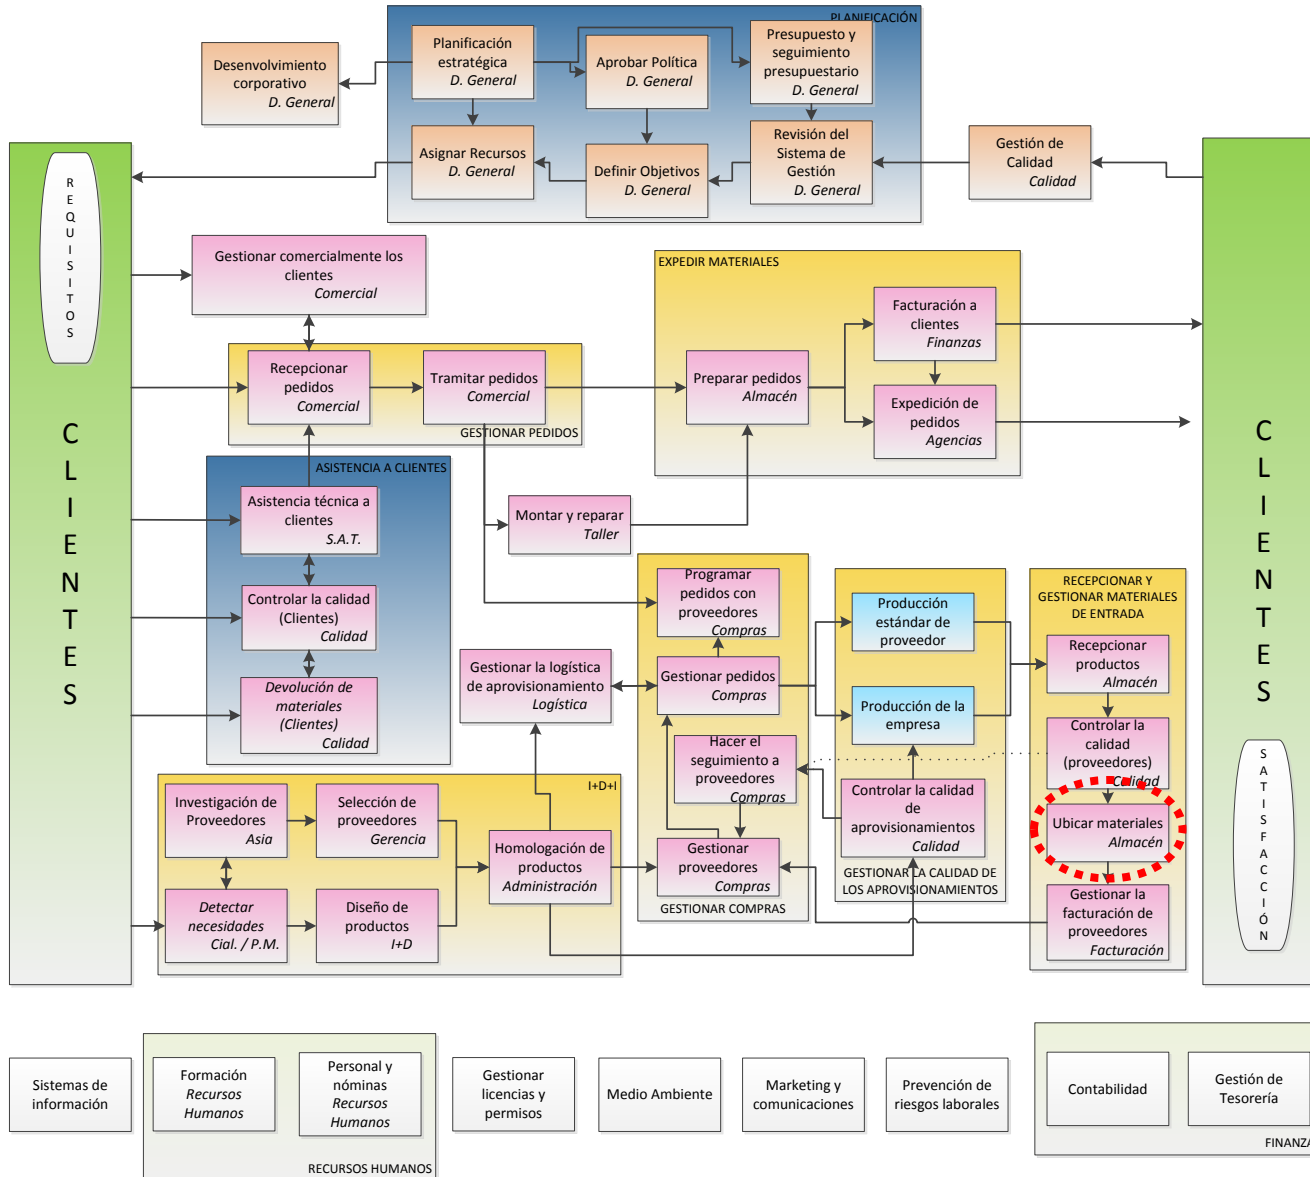 PLANIFICACIÓN
Desenvolvimiento
corporativo
D. General
Planificación
estratégica
D. General
Aprobar Política
D. General
Presupuesto y
seguimiento
presupuestario
D. General
Asignar Recursos
D. General
Definir Objetivos
D. General
Revisión del
Sistema de
Gestión
D. General
Gestión de
Calidad
Calidad
REQUISITOS
CLIENTES
Gestionar comercialmente los
clientes
Comercial
Recepcionar
pedidos
Comercial
Tramitar pedidos
Comercial
GESTIONAR PEDIDOS
EXPEDIR MATERIALES
Preparar pedidos
Almacén
Facturación a
clientes
Finanzas
Expedición de
pedidos
Agencias
ASISTENCIA A CLIENTES
Asistencia técnica a
clientes
S.A.T.
Controlar la calidad
(Clientes)
Calidad
Devolución de
materiales
(Clientes)
Calidad
Montar y reparar
Taller
Gestionar la logística
de aprovisionamiento
Logística
Programar
pedidos con
proveedores
Compras
Gestionar pedidos
Compras
Hacer el
seguimiento a
proveedores
Compras
Gestionar
proveedores
Compras
GESTIONAR COMPRAS
Producción
estándar de
proveedor
Producción de la
empresa
Controlar la calidad
de
aprovisionamientos
Calidad
GESTIONAR LA CALIDAD DE
LOS APROVISIONAMIENTOS
RECEPCIONAR Y
GESTIONAR MATERIALES
DE ENTRADA
Recepcionar
productos
Almacén
Controlar la
calidad
(proveedores)
Calidad
Ubicar materiales
Almacén
Gestionar la
facturación de
proveedores
Facturación
I+D+I
Investigación de
Proveedores
Asia
Selección de
proveedores
Gerencia
Detectar
necesidades
Cial. / P.M.
Diseño de
productos
I+D
Homologación de
productos
Administración
CLIENTES
SATISFACCIÓN
Sistemas de
información
Formación
Recursos
Humanos
Personal y
nóminas
Recursos
Humanos
RECURSOS HUMANOS
Gestionar
licencias y
permisos
Medio Ambiente
Marketing y
comunicaciones
Prevención de
riesgos laborales
Contabilidad
Gestión de
Tesorería
FINANZA